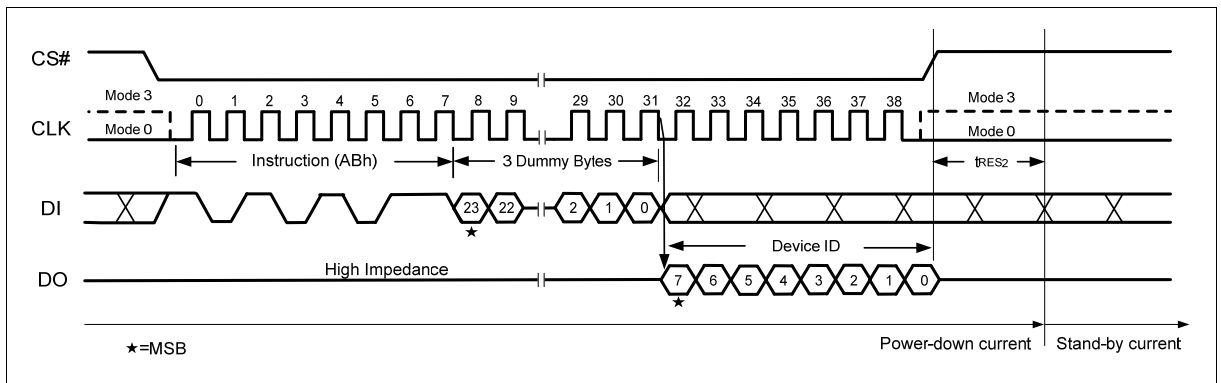 CS#
Mode 3 0 1 2 3 4 5 6 7 8 9 29 30 31 32 33 34 35 36 37 38 Mode 3
CLK Mode 0 Mode 0
Instruction (ABh) 3 Dummy Bytes tRES2
DI 23 22 2 1 0
★ Device ID
High Impedance
DO 7 6 5 4 3 2 1 0
★
★=MSB Power-down current Stand-by current